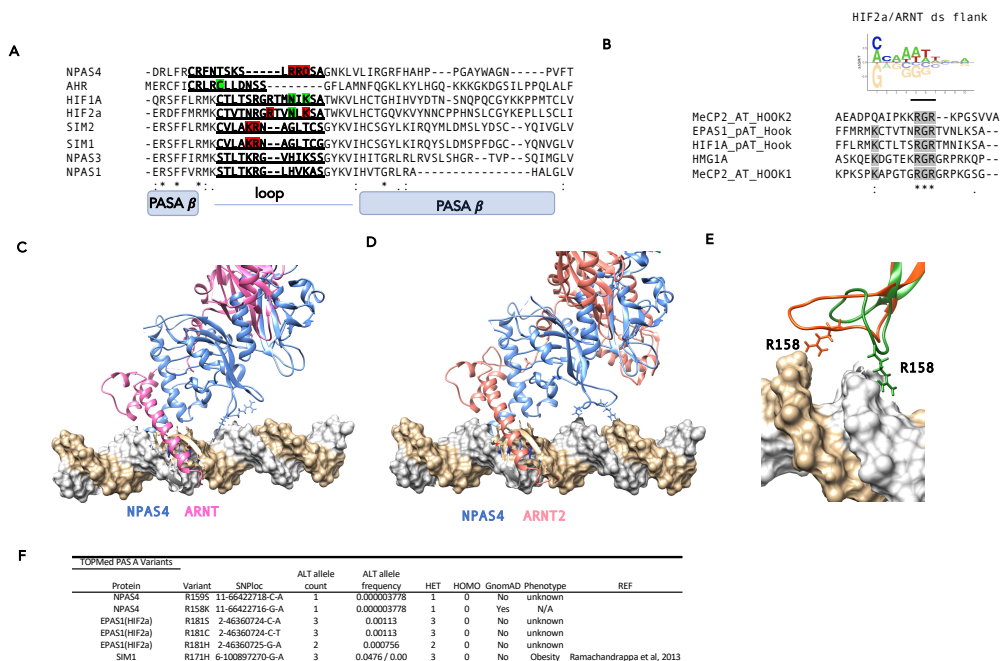 HIF2a/ARNT ds flank
A
B
NPAS4 -DRLFRCRFNTSKS-----LRRQSAGNKLVLIRGRFHAHP---PGAYWAGN-----PVFT
AHR MERCFICRLRCLLDNSS--------AMNFQGKLKYLHGQ-KKKGKDGSILPPQLALF
HIF1A -QRSFFLRMKCTLTSRGRTMNIKSATWKVLHCTGHIHVYDTN-SNQPQCGYKKPPMTCLV
HIF2a -CRFFFRMKCTVTNRGRTVNLKSATWKVLHCTGQVKVYNNCPPHNSLCGYKEPLLSCLI
SIM2 -ERSFFLRMKCVLAKRN--AGLTCSGYKVIHCSGYLKIRQYMLDMSLYDSC--YQIVGLV
SIM1 -ERSFFLRMKCVLAKRN--AGLTCGGYKVIHCSGYLKIRQYSLDMSPFDGC--YQNVGLV
NPAS3 -ERSFFIRMKSTLTKRG--VHIKSSGYKVIHITGRLRLRVSLSHGR--TVP--SQIMGLV
NPAS1 -ERSFFVRMKSTLTKRG--LHVKASGYKVIHVTGRLRA------------HALGLV
PASA β
loop
PASA β
MeCP2_AT_HOOK2 AEADPQAIPKKRGR--KPGSVVA
EPAS1_pAT_Hook FFMRMKCTVTNRGRTVNLKSA-
HIF1A_pAT_Hook FFLRMKCTLTSRGRTMNIKSA-
HMG1A ASKQEKDGTEKRGRGRPRKQP--
MeCP2_AT_HOOK1 KPKSPKAPGTGRGRGRPKGSG--
: *** .
C
D
E
R158
R158
NPAS4 ARNT
NPAS4 ARNT2
F
TOPMed PAS A Variants
Protein Variant SNPloc ALT allele count ALT allele frequency HET HOMO GnomAD Phenotype REF
NPAS4 R159S 11-66422718-C-A 1 0.000003778 1 0 No unknown
NPAS4 R158K 11-66422716-G-A 1 0.000003778 1 0 Yes N/A
EPAS1(HIF2a) R181S 2-46360724-C-A 3 0.00113 3 0 No unknown
EPAS1(HIF2a) R181C 2-46360724-C-T 3 0.00113 3 0 No unknown
EPAS1(HIF2a) R181H 2-46360725-G-A 2 0.000756 2 0 No unknown
SIM1 R171H 6-100897270-G-A 3 0.0476 / 0.00 3 0 No Obesity Ramachandrappa et al, 2013